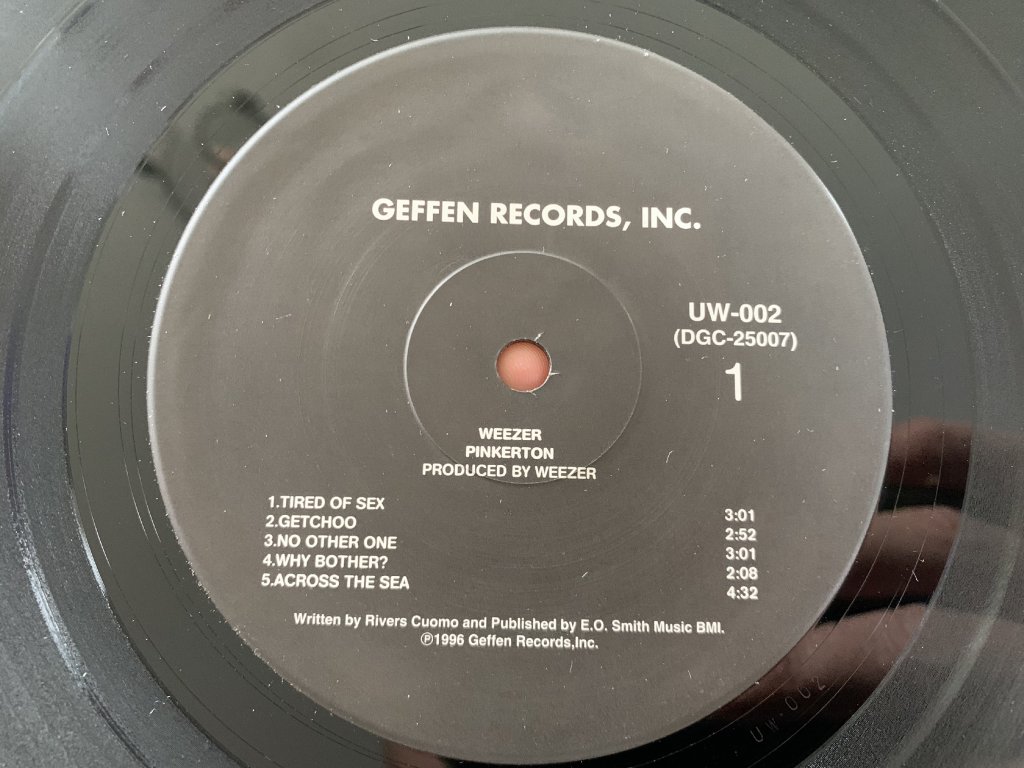 GEFFEN RECORDS, INC.
UW-002
(DGC-25007)
1
WEEZER
PINKERTON
PRODUCED BY WEEZER
1.TIRED OF SEX 3:01
2.GETCHOO 2:52
3.NO OTHER ONE 3:01
4.WHY BOTHER? 2:08
5.ACROSS THE SEA 4:32
Written by Rivers Cuomo and Published by E.O. Smith Music BMI.
℗1996 Geffen Records,Inc.
UW-002